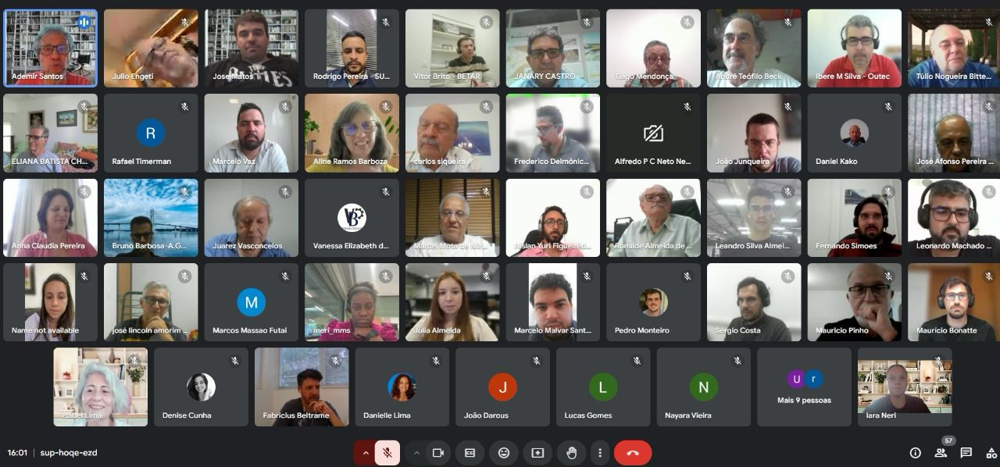 Ademir Santos
Julio Engeti
Jose Matos
Rodrigo Pereira - SU...
Vitor Brito - BETAR
JANARY CASTRO
Tiago Mendonça
André Teófilo Beck
Ibere M Silva - Outec
Túlio Nogueira Bitte...
ELIANA BATISTA CH...
R
Rafael Timerman
Marcelo Vaz
Aline Ramos Barboza
carlos siqueira
Frederico Delmônic...
Alfredo P C Neto Ne...
João Junqueira
Daniel Kako
José Afonso Pereira ...
Anna Claudia Pereira
Bruno Barbosa-A.G...
Juarez Vasconcelos
Vanessa Elizabeth d...
Marcel Mota de Mir...
Arislan Yuri Figueired...
Romilde Almeida de ...
Leandro Silva Almei...
Fernando Simoes
Leonardo Machado ...
Name not available
josé lincoln amorim ...
M
Marcos Massao Futai
meri_mms
Julia Almeida
Marcelo Malvar Sant...
Pedro Monteiro
Sérgio Costa
Mauricio Pinho
Mauricio Bonatte
Isabel Lima
Denise Cunha
Fabricius Beltrame
Danielle Lima
J
João Darous
L
Lucas Gomes
N
Nayara Vieira
U r
Mais 9 pessoas
Iara Neri
16:01 | sup-hoqe-ezd
57